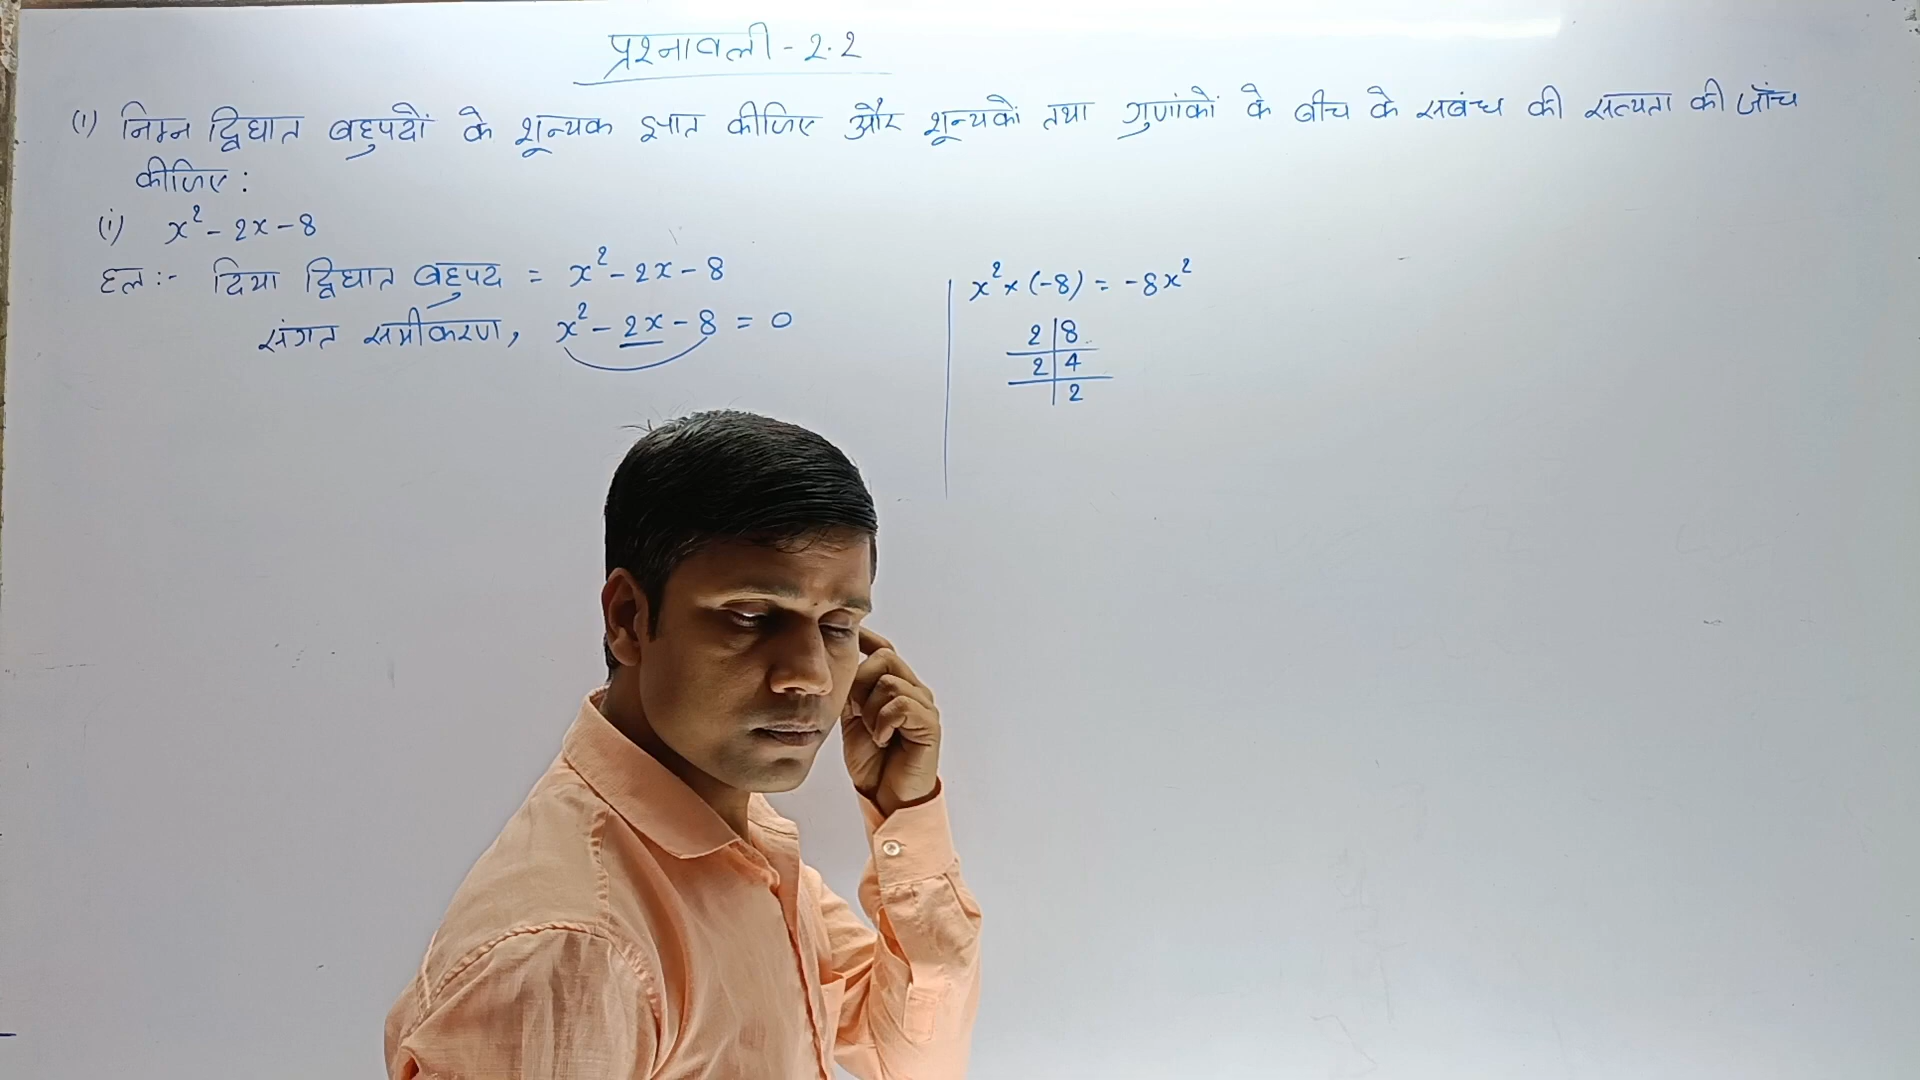 प्रश्नावली - 2.2
(1) निम्न द्विघात बहुपदों के शून्यक ज्ञात कीजिए और शून्यकों तथा गुणांकों के बीच के सबंध की सत्यता की जाँच
कीजिए :
(i) x² - 2x - 8
हल:- दिया द्विघात बहुपद = x² - 2x - 8
संगत समीकरण, x² - 2x - 8 = 0
x² × (-8) = -8x²
2 | 8
2 | 4
| 2